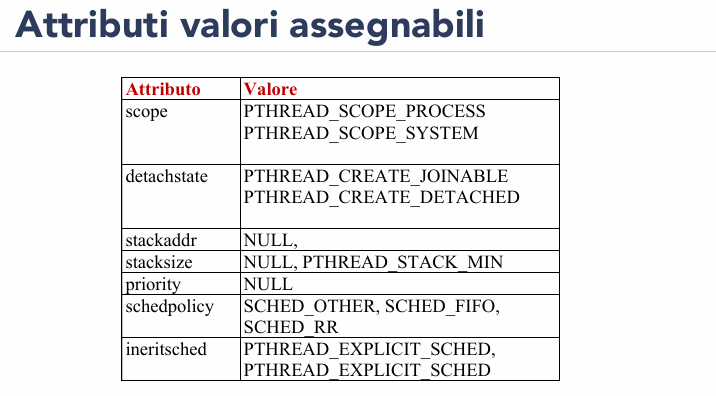 Attributi valori assegnabili
Attributo Valore
scope PTHREAD_SCOPE_PROCESS
PTHREAD_SCOPE_SYSTEM
detachstate PTHREAD_CREATE_JOINABLE
PTHREAD_CREATE_DETACHED
stackaddr NULL,
stacksize NULL, PTHREAD_STACK_MIN
priority NULL
schedpolicy SCHED_OTHER, SCHED_FIFO,
SCHED_RR
ineritsched PTHREAD_EXPLICIT_SCHED,
PTHREAD_EXPLICIT_SCHED